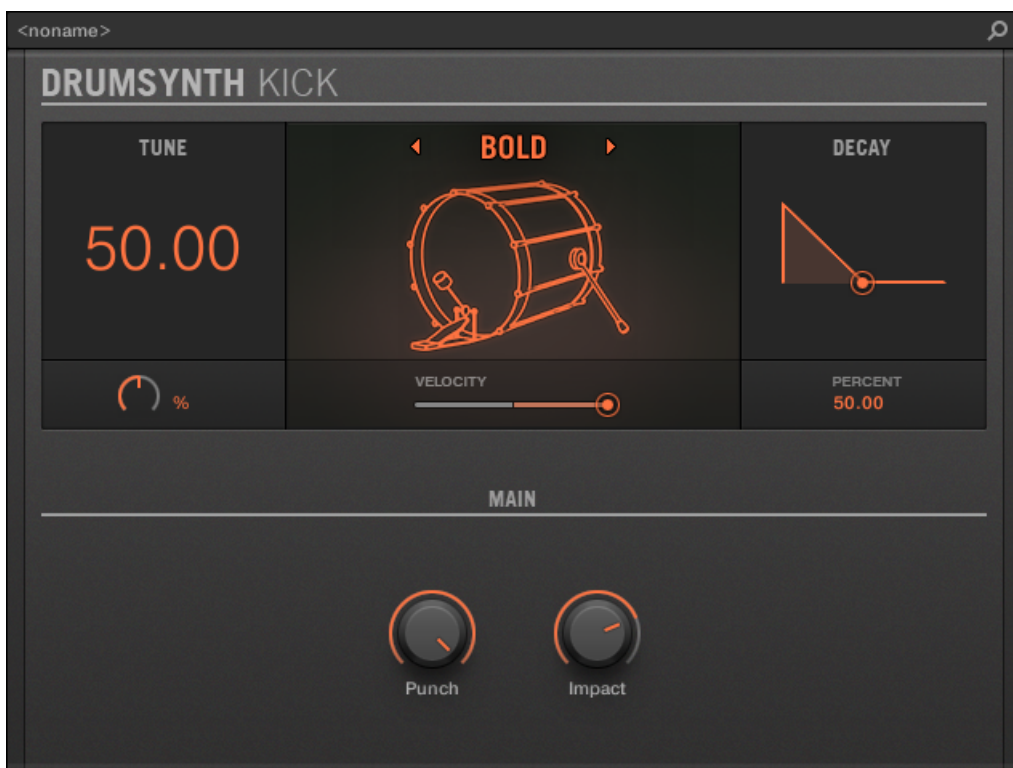 <noname>
DRUMSYNTH KICK
TUNE
BOLD
DECAY
50.00
%
VELOCITY
PERCENT
50.00
MAIN
Punch
Impact